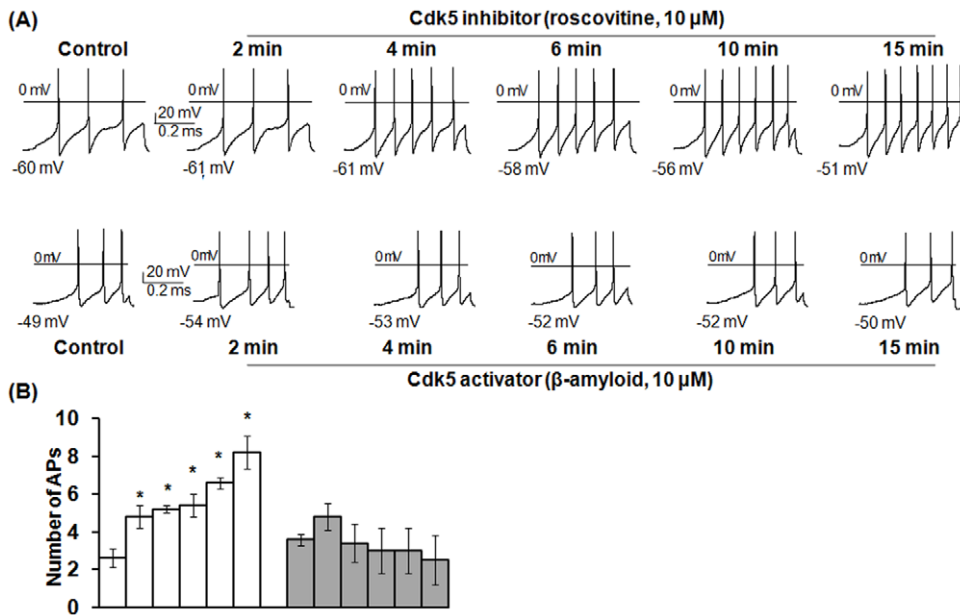 (A)
Cdk5 inhibitor (roscovitine, 10 µM)
Control 2 min 4 min 6 min 10 min 15 min
0 mV 0 mV 0 mV 0 mV 0 mV 0 mV
20 mV
0.2 ms
-60 mV -61, mV -61 mV -58 mV -56 mV -51 mV
0mV 0mV 0mV 0mV 0mV 0mV
20 mV
0.2 ms
-49 mV -54 mV -53 mV -52 mV -52 mV -50 mV
Control 2 min 4 min 6 min 10 min 15 min
Cdk5 activator (β-amyloid, 10 µM)
(B)
Number of APs
10
8
6
4
2
0
* * * * *